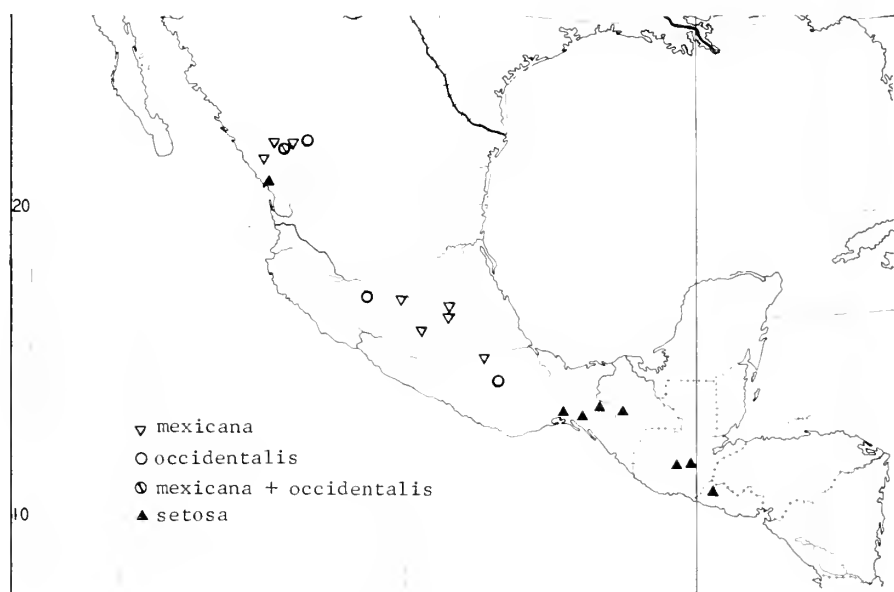 20
mexicana
occidentalis
mexicana + occidentalis
setosa
10